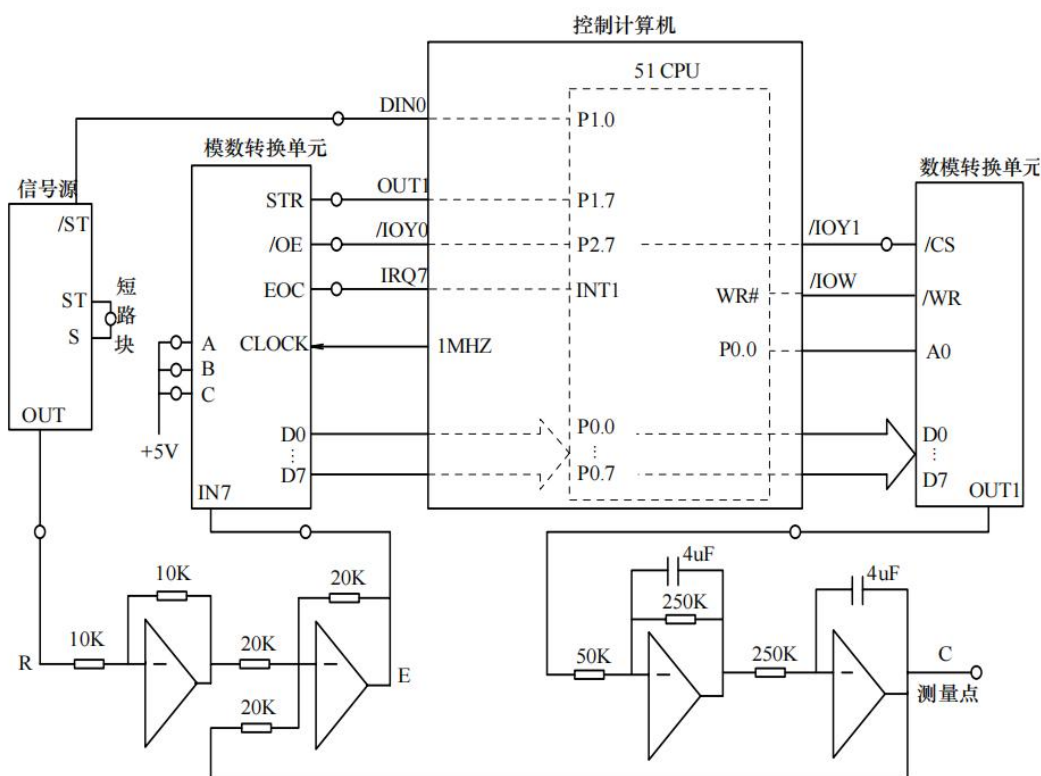 控制计算机
51 CPU
DIN0
P1.0
模数转换单元
数模转换单元
信号源
/ST
STR
OUT1
P1.7
/OE
/IOY0
P2.7
/IOY1
/CS
EOC
IRQ7
INT1
WR#
/IOW
/WR
ST
S
短
路
块
A
B
C
CLOCK
1MHZ
P0.0
A0
OUT
+5V
D0
⋮
D7
P0.0
⋮
P0.7
D0
⋮
D7
IN7
OUT1
10K
20K
4uF
4uF
250K
R
10K
20K
E
50K
250K
C
测量点
20K
−
−
−
−